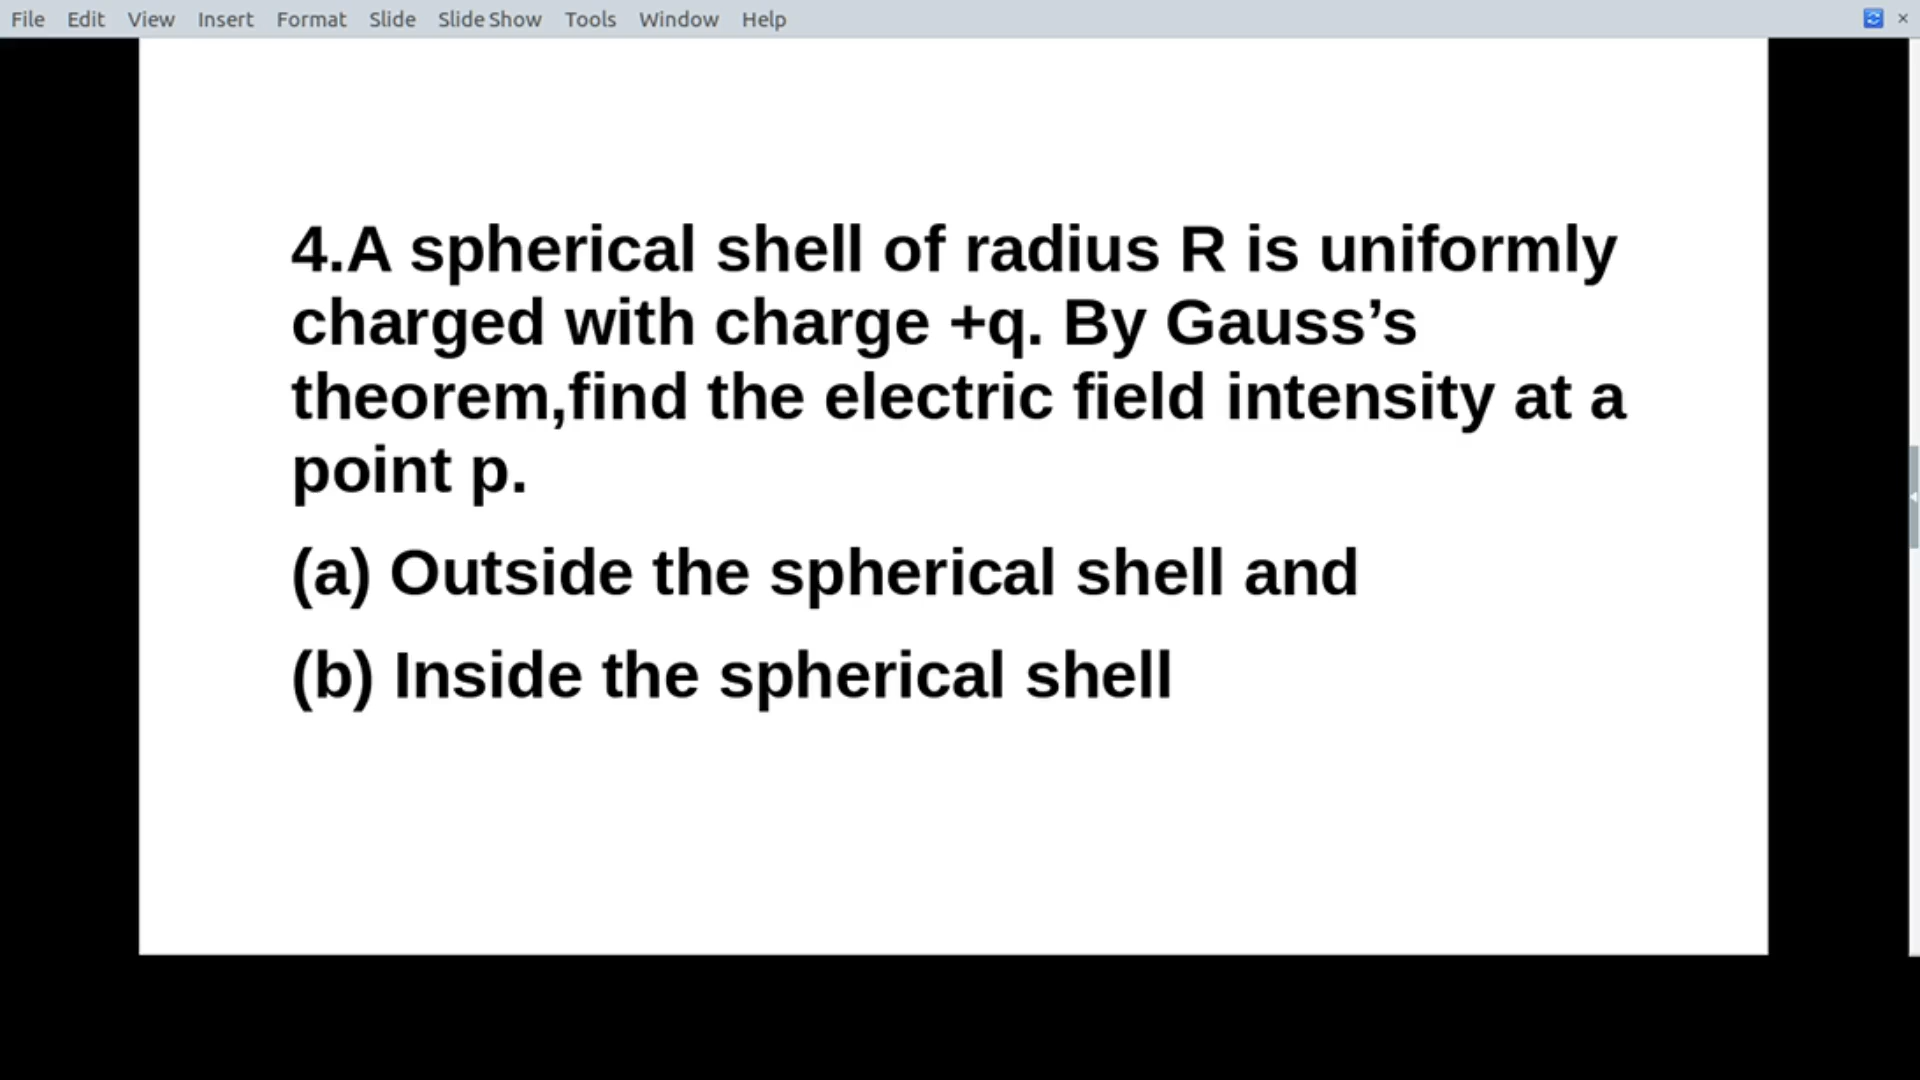 File Edit View Insert Format Slide Slide Show Tools Window Help
4.A spherical shell of radius R is uniformly
charged with charge +q. By Gauss’s
theorem,find the electric field intensity at a
point p.
(a) Outside the spherical shell and
(b) Inside the spherical shell